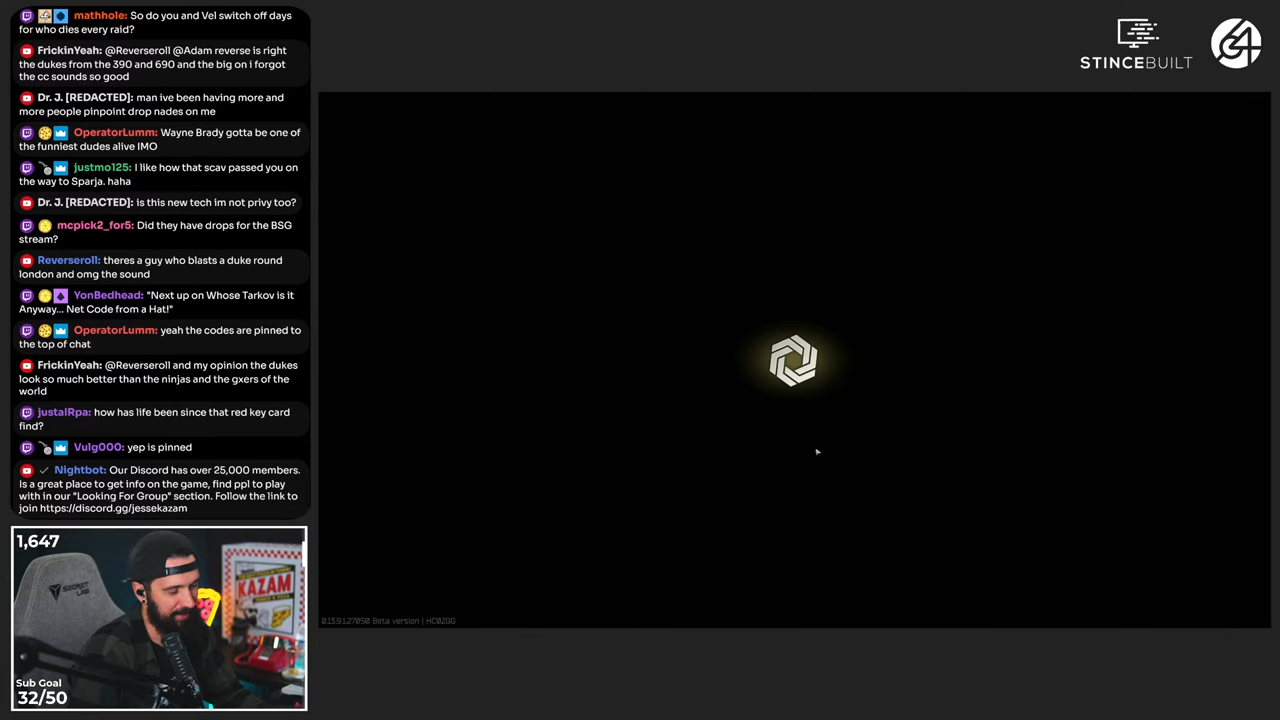 mathhole: So do you and Vel switch off days
for who dies every raid?
FrickinYeah: @Reverseroll @Adam reverse is right
the dukes from the 390 and 690 and the big on i forgot
the cc sounds so good
Dr. J. [REDACTED]: man ive been having more and
more people pinpoint drop nades on me
OperatorLumm: Wayne Brady gotta be one of
the funniest dudes alive IMO
justmo125: I like how that scav passed you on
the way to Sparja. haha
Dr. J. [REDACTED]: is this new tech im not privy too?
mcpick2_for5: Did they have drops for the BSG
stream?
Reverseroll: theres a guy who blasts a duke round
london and omg the sound
YonBedhead: "Next up on Whose Tarkov is it
Anyway... Net Code from a Hat!"
OperatorLumm: yeah the codes are pinned to
the top of chat
FrickinYeah: @Reverseroll and my opinion the dukes
look so much better than the ninjas and the gxers of the
world
justaIRpa: how has life been since that red key card
find?
Vulg000: yep is pinned
Nightbot: Our Discord has over 25,000 members.
Is a great place to get info on the game, find ppl to play
with in our "Looking For Group" section. Follow the link to
join https://discord.gg/jessekazam
1,647
SECRETLAB
KAZAM
Sub Goal
32/50
STINCEBUILT
G4
0.13.9.127050 Beta version | HC0ZGG